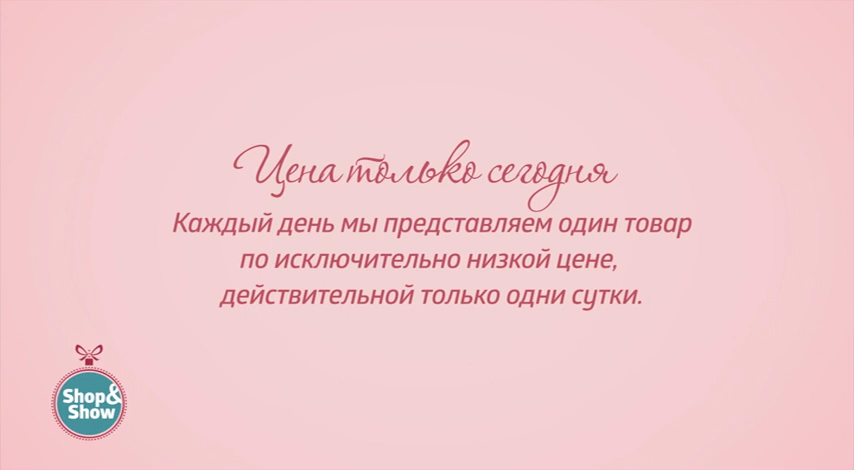 Цена только сегодня
Каждый день мы представляем один товар
по исключительно низкой цене,
действительной только одни сутки.
Shop&
Show